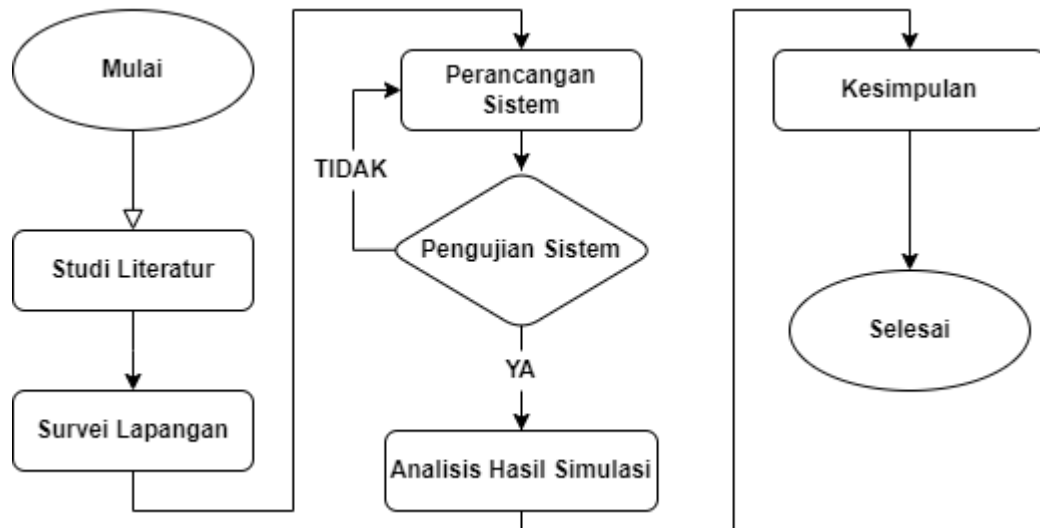 Mulai
Studi Literatur
Survei Lapangan
Perancangan
Sistem
TIDAK
Pengujian Sistem
YA
Analisis Hasil Simulasi
Kesimpulan
Selesai